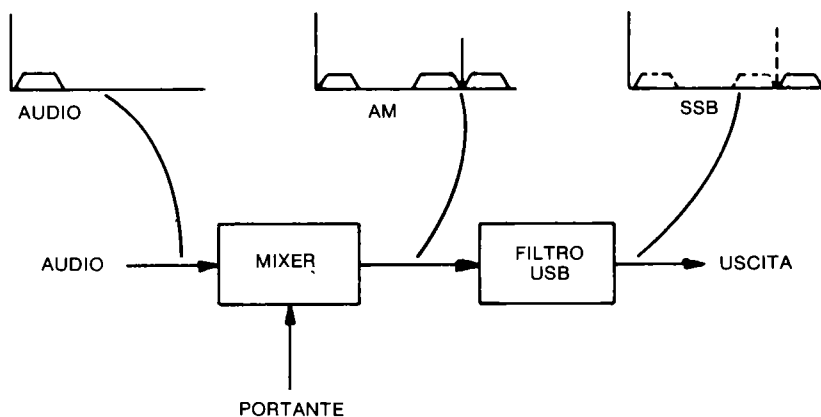 AUDIO
AM
SSB
AUDIO
MIXER
FILTRO
USB
USCITA
PORTANTE